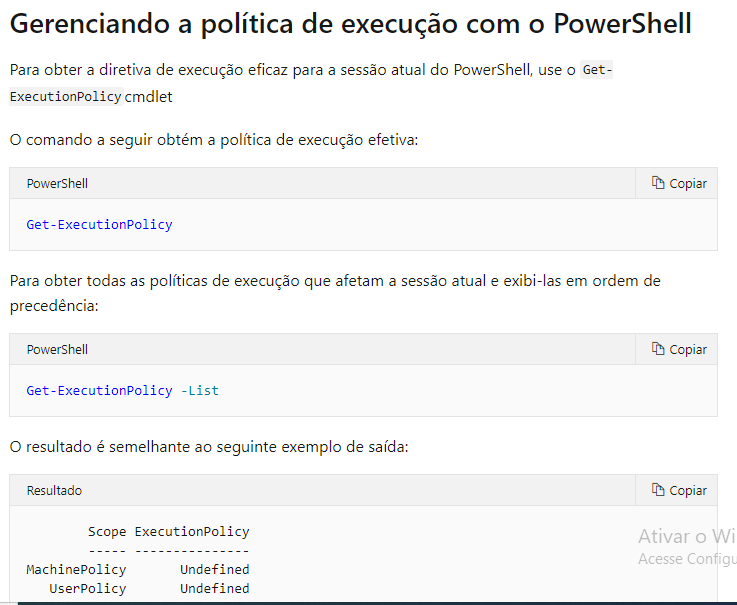 Gerenciando a política de execução com o PowerShell
Para obter a diretiva de execução eficaz para a sessão atual do PowerShell, use o Get-
ExecutionPolicy cmdlet
O comando a seguir obtém a política de execução efetiva:
PowerShell
Copiar
Get-ExecutionPolicy
Para obter todas as políticas de execução que afetam a sessão atual e exibi-las em ordem de
precedência:
PowerShell
Copiar
Get-ExecutionPolicy -List
O resultado é semelhante ao seguinte exemplo de saída:
Resultado
Copiar
Scope ExecutionPolicy
----- ---------------
MachinePolicy Undefined
UserPolicy Undefined
Ativar o Wi
Acesse Configu